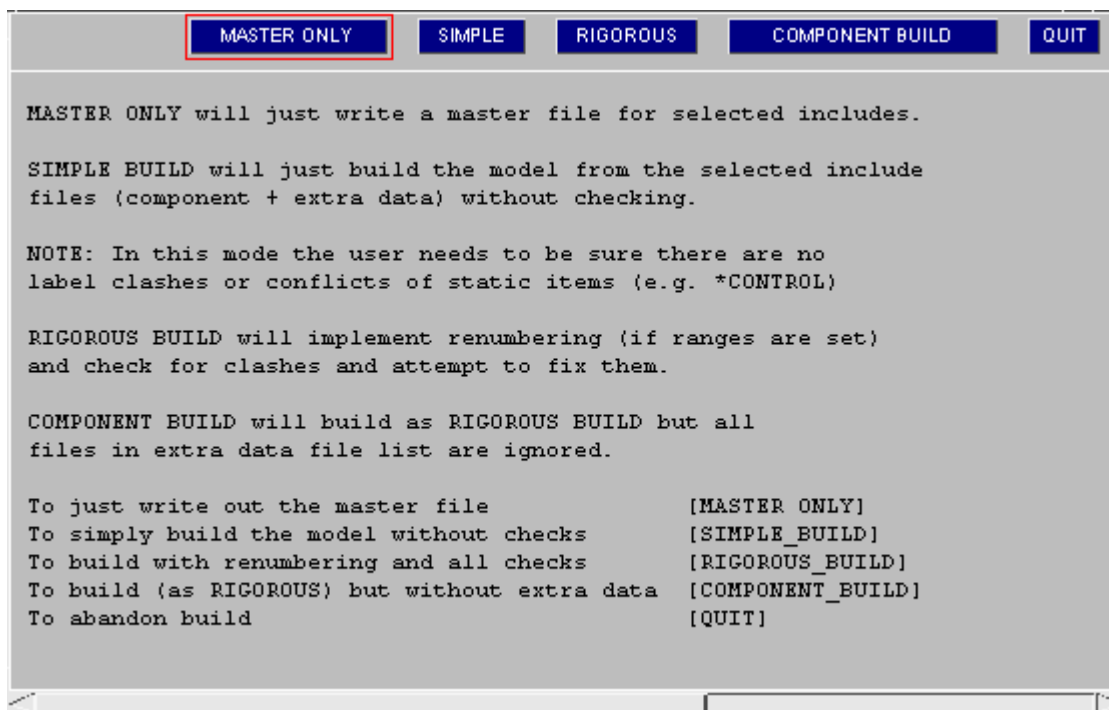 MASTER ONLY SIMPLE RIGOROUS COMPONENT BUILD QUIT
MASTER ONLY will just write a master file for selected includes.
SIMPLE BUILD will just build the model from the selected include
files (component + extra data) without checking.
NOTE: In this mode the user needs to be sure there are no
label clashes or conflicts of static items (e.g. *CONTROL)
RIGOROUS BUILD will implement renumbering (if ranges are set)
and check for clashes and attempt to fix them.
COMPONENT BUILD will build as RIGOROUS BUILD but all
files in extra data file list are ignored.
To just write out the master file [MASTER ONLY]
To simply build the model without checks [SIMPLE_BUILD]
To build with renumbering and all checks [RIGOROUS_BUILD]
To build (as RIGOROUS) but without extra data [COMPONENT_BUILD]
To abandon build [QUIT]